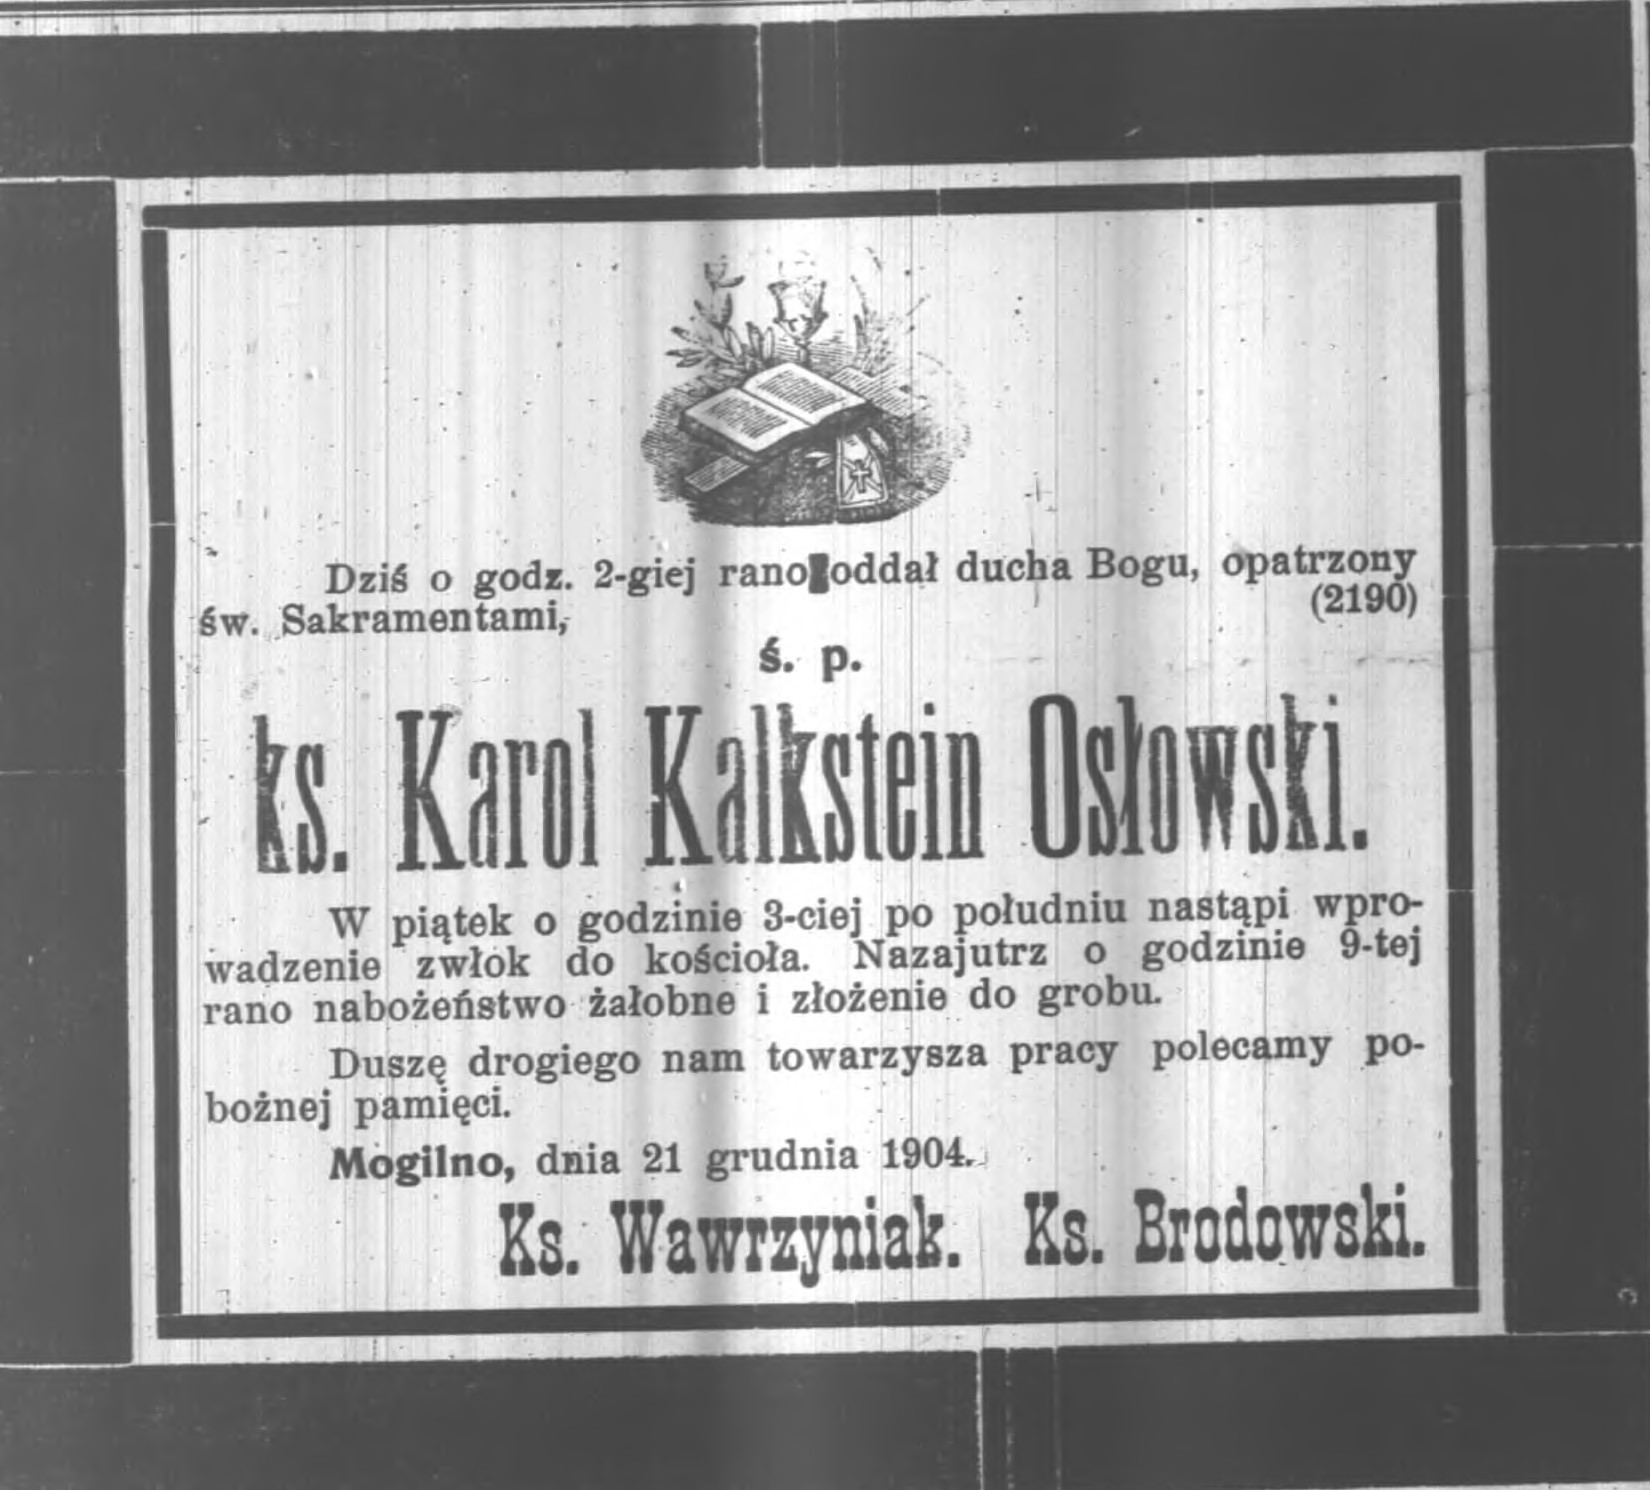 Dziś o godz. 2-giej rano oddał ducha Bogu, opatrzony
św. Sakramentami, (2190)
ś. p.
ks. Karol Kalkstein Osłowski.
W piątek o godzinie 3-ciej po południu nastąpi wpro-
wadzenie zwłok do kościoła. Nazajutrz o godzinie 9-tej
rano nabożeństwo żałobne i złożenie do grobu.
Duszę drogiego nam towarzysza pracy polecamy po-
bożnej pamięci.
Mogilno, dnia 21 grudnia 1904.
Ks. Wawrzyniak. Ks. Brodowski.